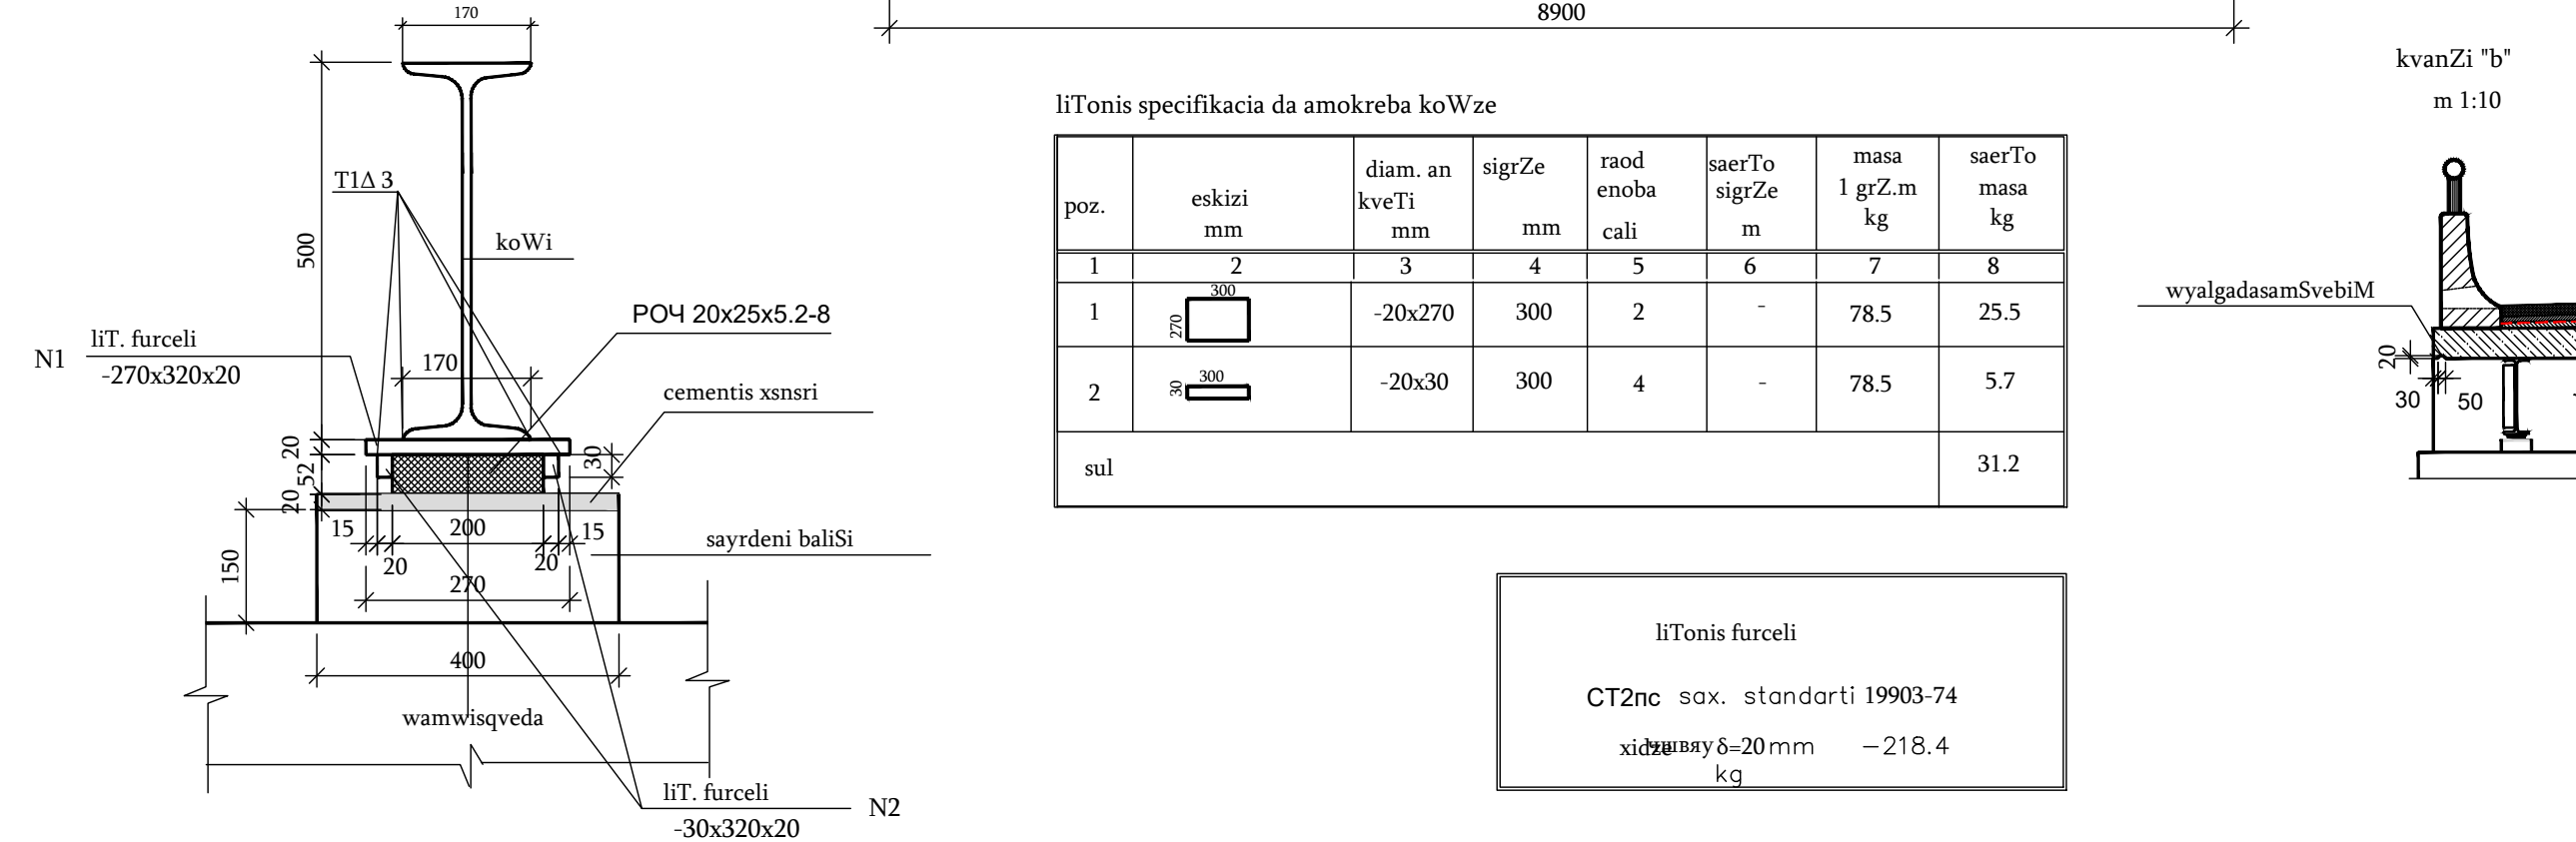 170
8900
kvanZi "b"
m 1:10
500
T1Δ 3
koWi
РОЧ 20x25x5.2-8
N1
liT. furceli
-270x320x20
170
cementis xsnsri
20
52
20
30
15
200
15
20
20
270
150
sayrdeni baliSi
400
wamwisqveda
liT. furceli
-30x320x20
N2
liTonis specifikacia da amokreba koWze
poz.
eskizi
mm
diam. an
kveTi
mm
sigrZe
mm
raod
enoba
cali
saerTo
sigrZe
m
masa
1 grZ.m
kg
saerTo
masa
kg
1 2 3 4 5 6 7 8
1 300 270 -20x270 300 2 - 78.5 25.5
2 300 30 -20x30 300 4 - 78.5 5.7
sul 31.2
liTonis furceli
СТ2пс sax. standarti 19903-74
xidze δ=20 mm -218.4
kg
wyalgadasamSvebiM
20
30
50